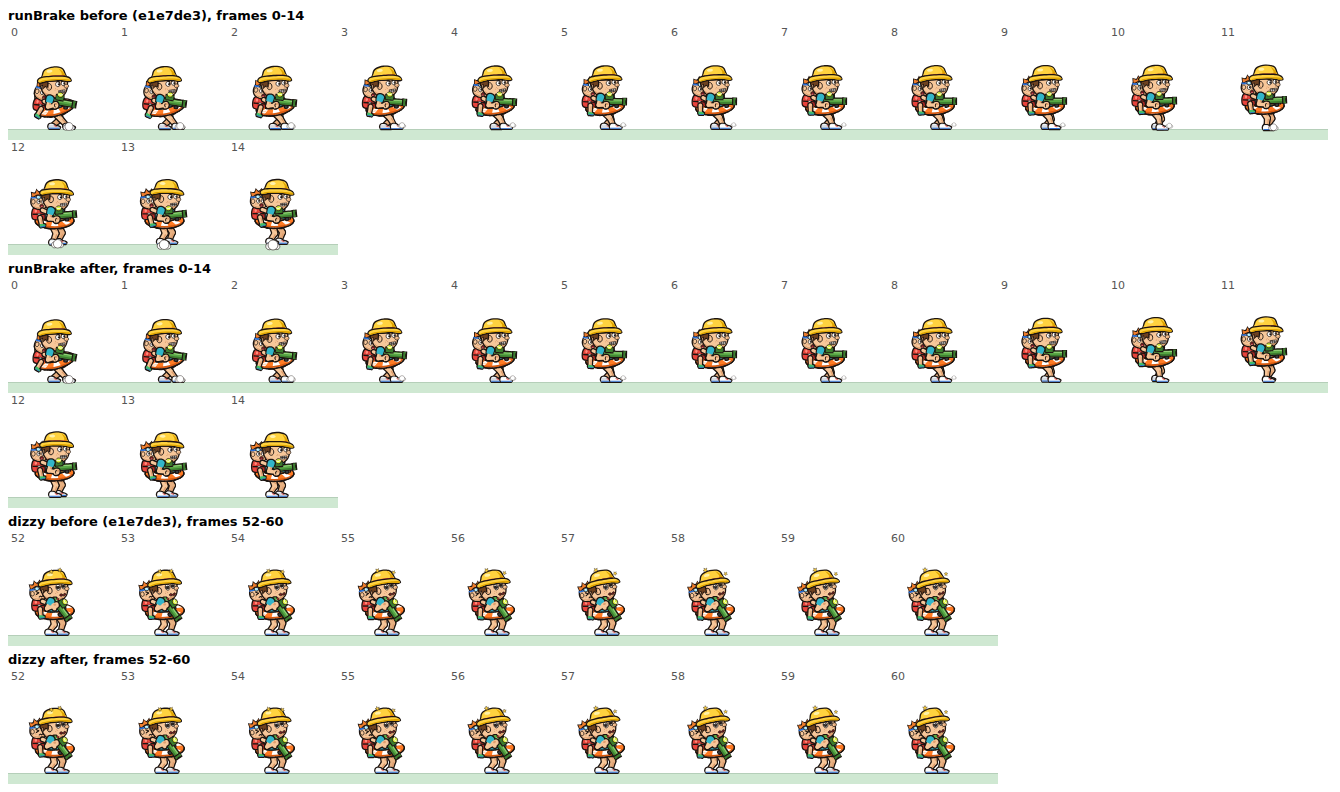 runBrake before (e1e7de3), frames 0-14
0 1 2 3 4 5 6 7 8 9 10 11
12 13 14
runBrake after, frames 0-14
0 1 2 3 4 5 6 7 8 9 10 11
12 13 14
dizzy before (e1e7de3), frames 52-60
52 53 54 55 56 57 58 59 60
dizzy after, frames 52-60
52 53 54 55 56 57 58 59 60